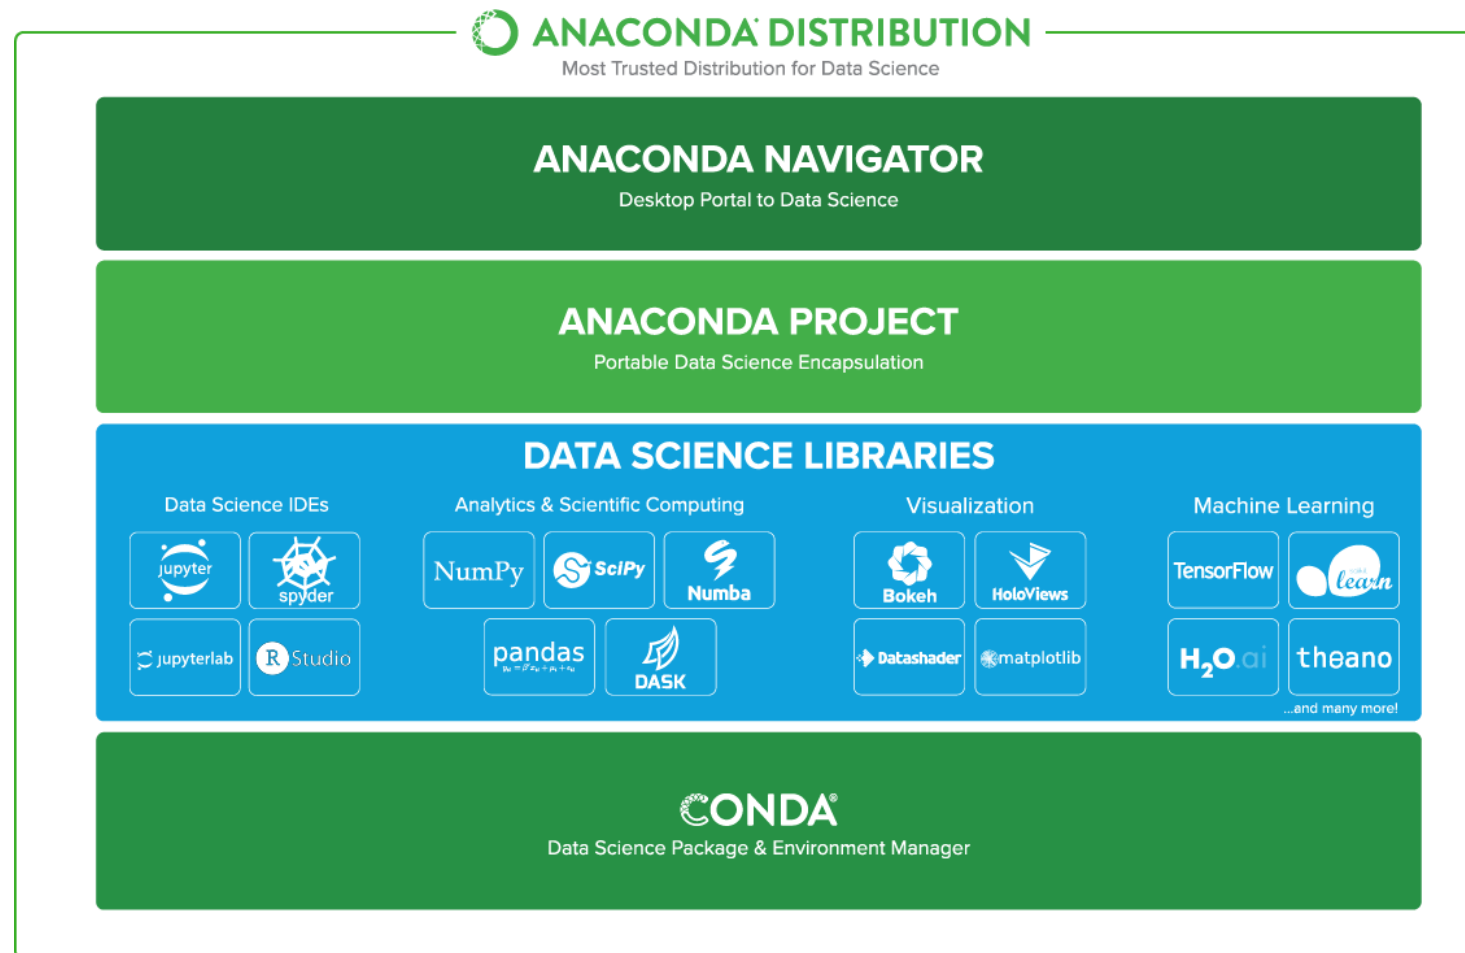 ANACONDA DISTRIBUTION
Most Trusted Distribution for Data Science
ANACONDA NAVIGATOR
Desktop Portal to Data Science
ANACONDA PROJECT
Portable Data Science Encapsulation
DATA SCIENCE LIBRARIES
Data Science IDEs
jupyter
spyder
jupyterlab
R Studio
Analytics & Scientific Computing
NumPy
SciPy
Numba
pandas
DASK
Visualization
Bokeh
HoloViews
Datashader
matplotlib
Machine Learning
TensorFlow
learn
H2O.ai
theano
...and many more!
CONDA®
Data Science Package & Environment Manager